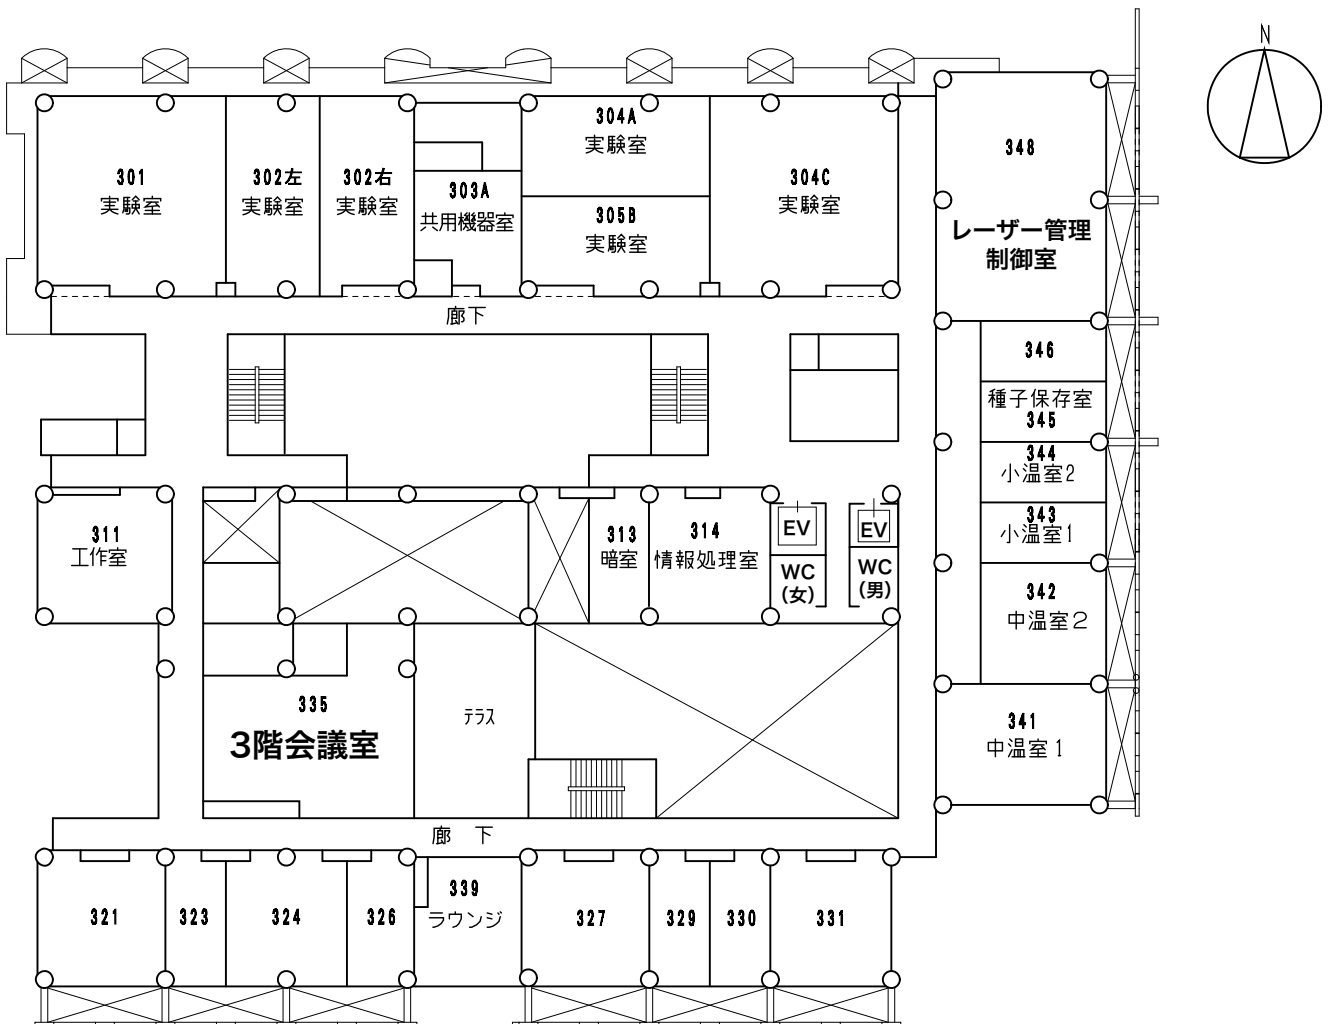 N
304A
実験室
348
301
実験室
302左
実験室
302右
実験室
303A
共用機器室
304C
実験室
305B
実験室
レーザー管理
制御室
廊下
346
種子保存室
345
344
小温室2
343
小温室1
311
工作室
313
暗室
314
情報処理室
EV
WC
(女)
EV
WC
(男)
342
中温室2
335
3階会議室
テラス
341
中温室1
廊 下
321
323
324
326
339
ラウンジ
327
329
330
331